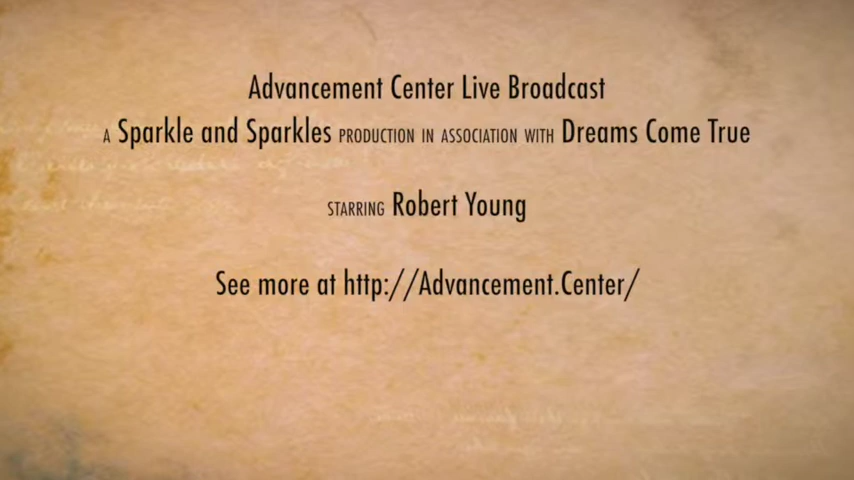 Advancement Center Live Broadcast
A Sparkle and Sparkles PRODUCTION IN ASSOCIATION WITH Dreams Come True
STARRING Robert Young
See more at http://Advancement.Center/